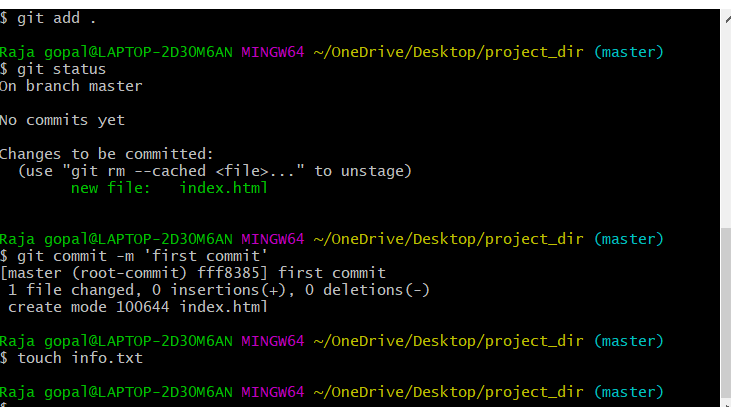 $ git add .
Raja gopal@LAPTOP-2D30M6AN MINGW64 ~/OneDrive/Desktop/project_dir (master)
$ git status
On branch master
No commits yet
Changes to be committed:
  (use "git rm --cached <file>..." to unstage)
        new file:   index.html
Raja gopal@LAPTOP-2D30M6AN MINGW64 ~/OneDrive/Desktop/project_dir (master)
$ git commit -m 'first commit'
[master (root-commit) fff8385] first commit
 1 file changed, 0 insertions(+), 0 deletions(-)
 create mode 100644 index.html
Raja gopal@LAPTOP-2D30M6AN MINGW64 ~/OneDrive/Desktop/project_dir (master)
$ touch info.txt
Raja gopal@LAPTOP-2D30M6AN MINGW64 ~/OneDrive/Desktop/project_dir (master)
$